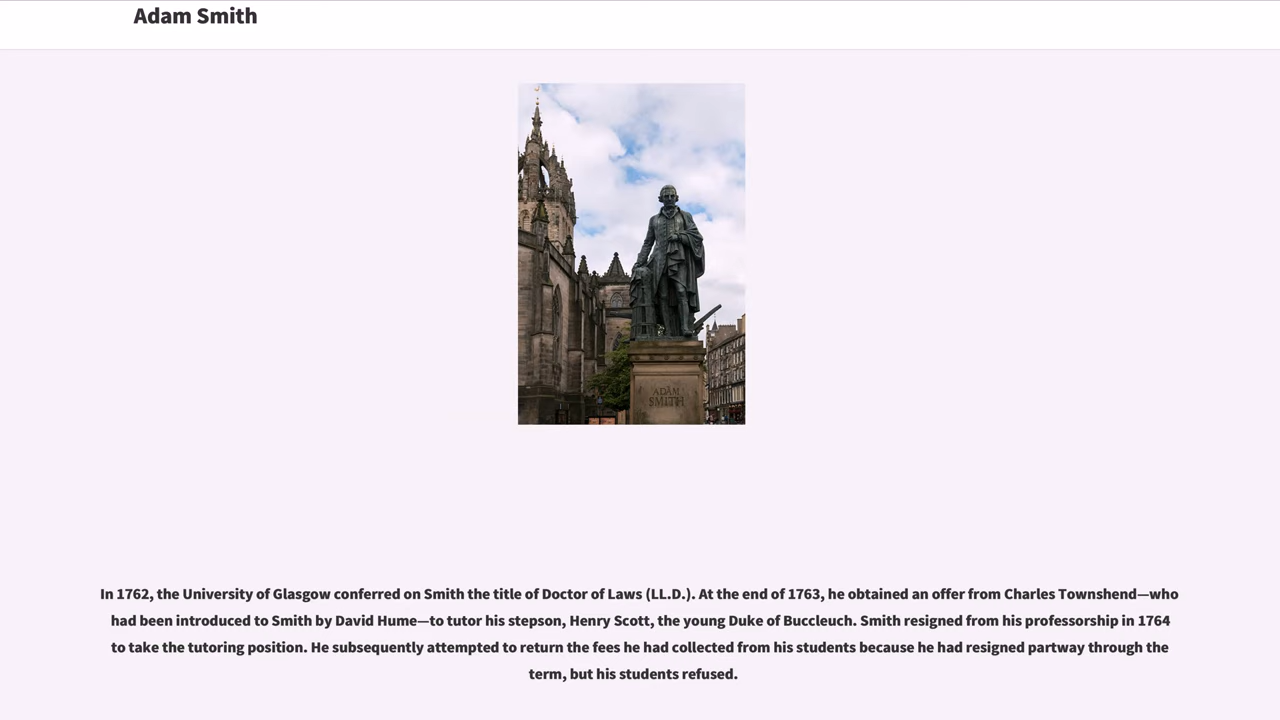 Adam Smith
ADAM
SMITH
In 1762, the University of Glasgow conferred on Smith the title of Doctor of Laws (LL.D.). At the end of 1763, he obtained an offer from Charles Townshend—who
had been introduced to Smith by David Hume—to tutor his stepson, Henry Scott, the young Duke of Buccleuch. Smith resigned from his professorship in 1764
to take the tutoring position. He subsequently attempted to return the fees he had collected from his students because he had resigned partway through the
term, but his students refused.